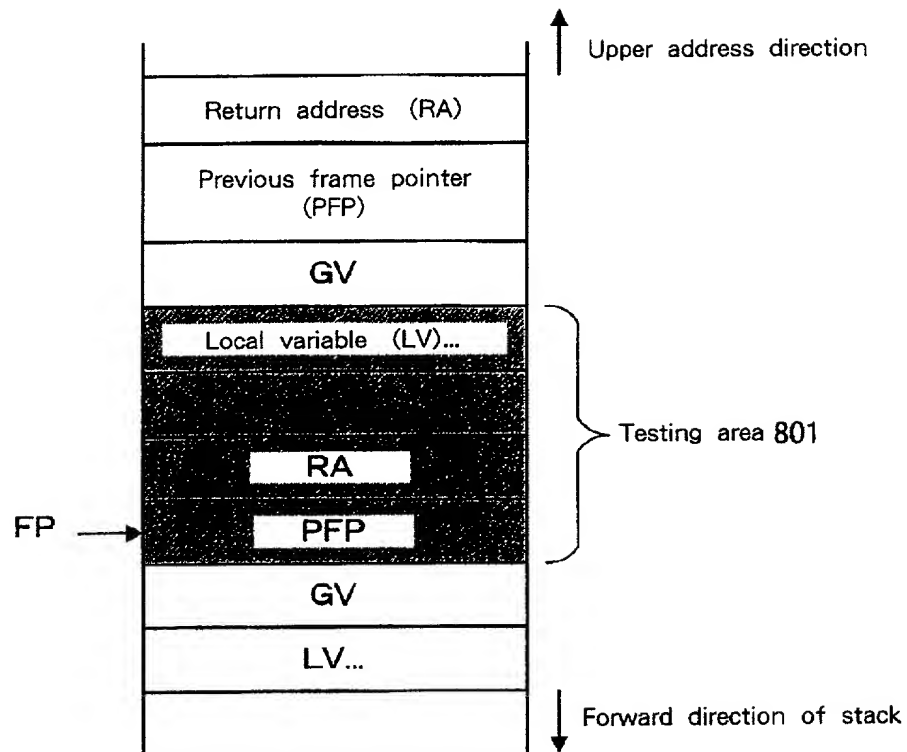 Upper address direction
Return address (RA)
Previous frame pointer
(PFP)
GV
Local variable (LV)...
Testing area 801
RA
FP
PFP
GV
LV...
Forward direction of stack